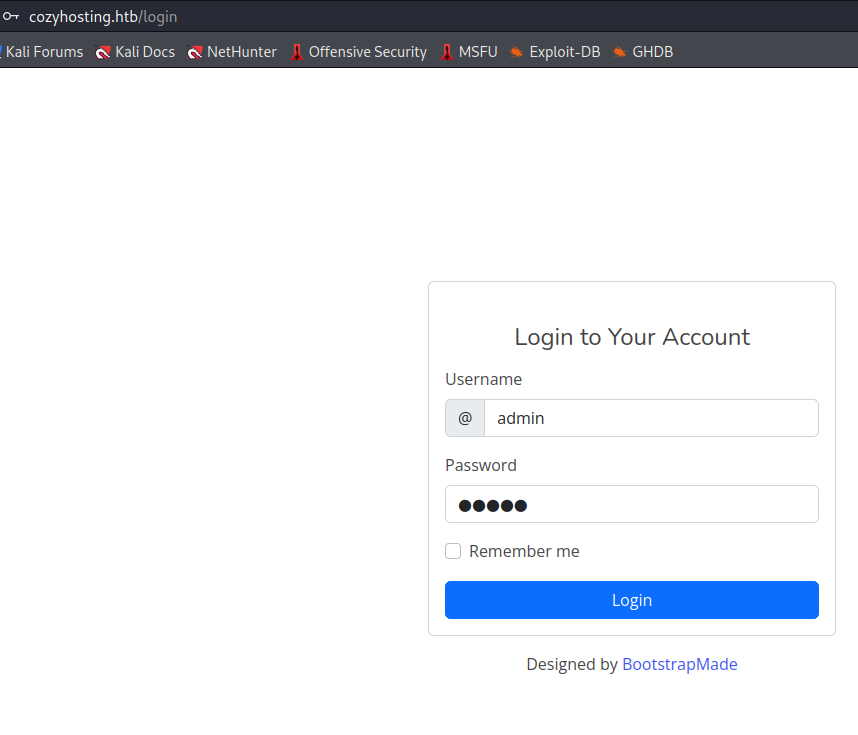 cozyhosting.htb/login
Kali Forums Kali Docs NetHunter Offensive Security MSFU Exploit-DB GHDB
Login to Your Account
Username
@ admin
Password
●●●●●
Remember me
Login
Designed by BootstrapMade